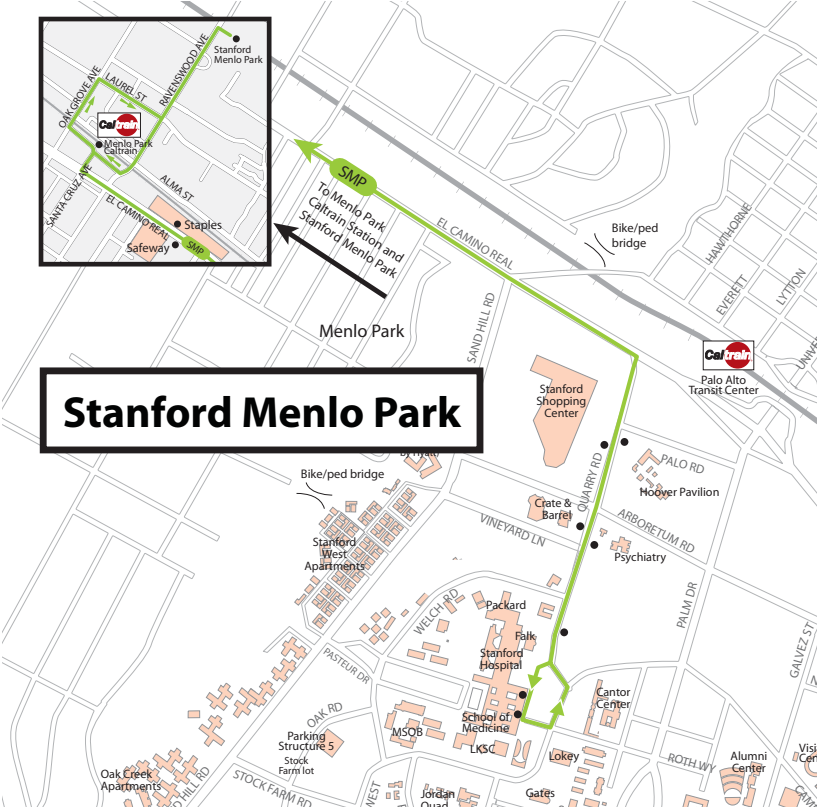 RAVENSWOOD AVE
Stanford
Menlo Park
OAK GROVE AVE
LAUREL ST
Caltrain
Menlo Park
Caltrain
SANTA CRUZ AVE
ALMA ST
EL CAMINO REAL
Staples
Safeway
SMP
SMP
To Menlo Park
Caltrain Station and
Stanford Menlo Park
EL CAMINO REAL
Bike/ped
bridge
HAWTHORNE
EVERETT
LYTTON
Menlo Park
SAND HILL RD
Caltrain
Palo Alto
Transit Center
Stanford Menlo Park
Stanford
Shopping
Center
QUARRY RD
PALO RD
Hoover Pavilion
Bike/ped bridge
Crate &
Barrel
VINEYARD LN
ARBORETUM RD
Psychiatry
Stanford
West
Apartments
PALM DR
WELCH RD
Packard
Falk
Stanford
Hospital
GALVEZ ST
PASTEUR DR
Cantor
Center
OAK RD
School of
Medicine
MSOB
LKSC
Parking
Structure 5
Stock
Farm lot
Lokey
ROTH WY
Alumni
Center
Oak Creek
Apartments
STOCK FARM RD
Jordan
Quad
Gates